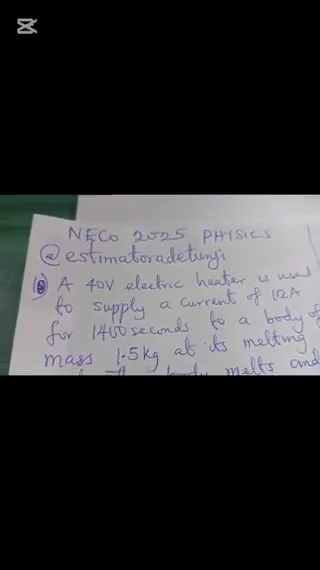 NECO 2025 PHYSICS
@estimatoradetunji
A 40V electric heater is used
to supply a current of 12A
for 1400 seconds to a body of
mass 1.5kg at its melting
body melts and